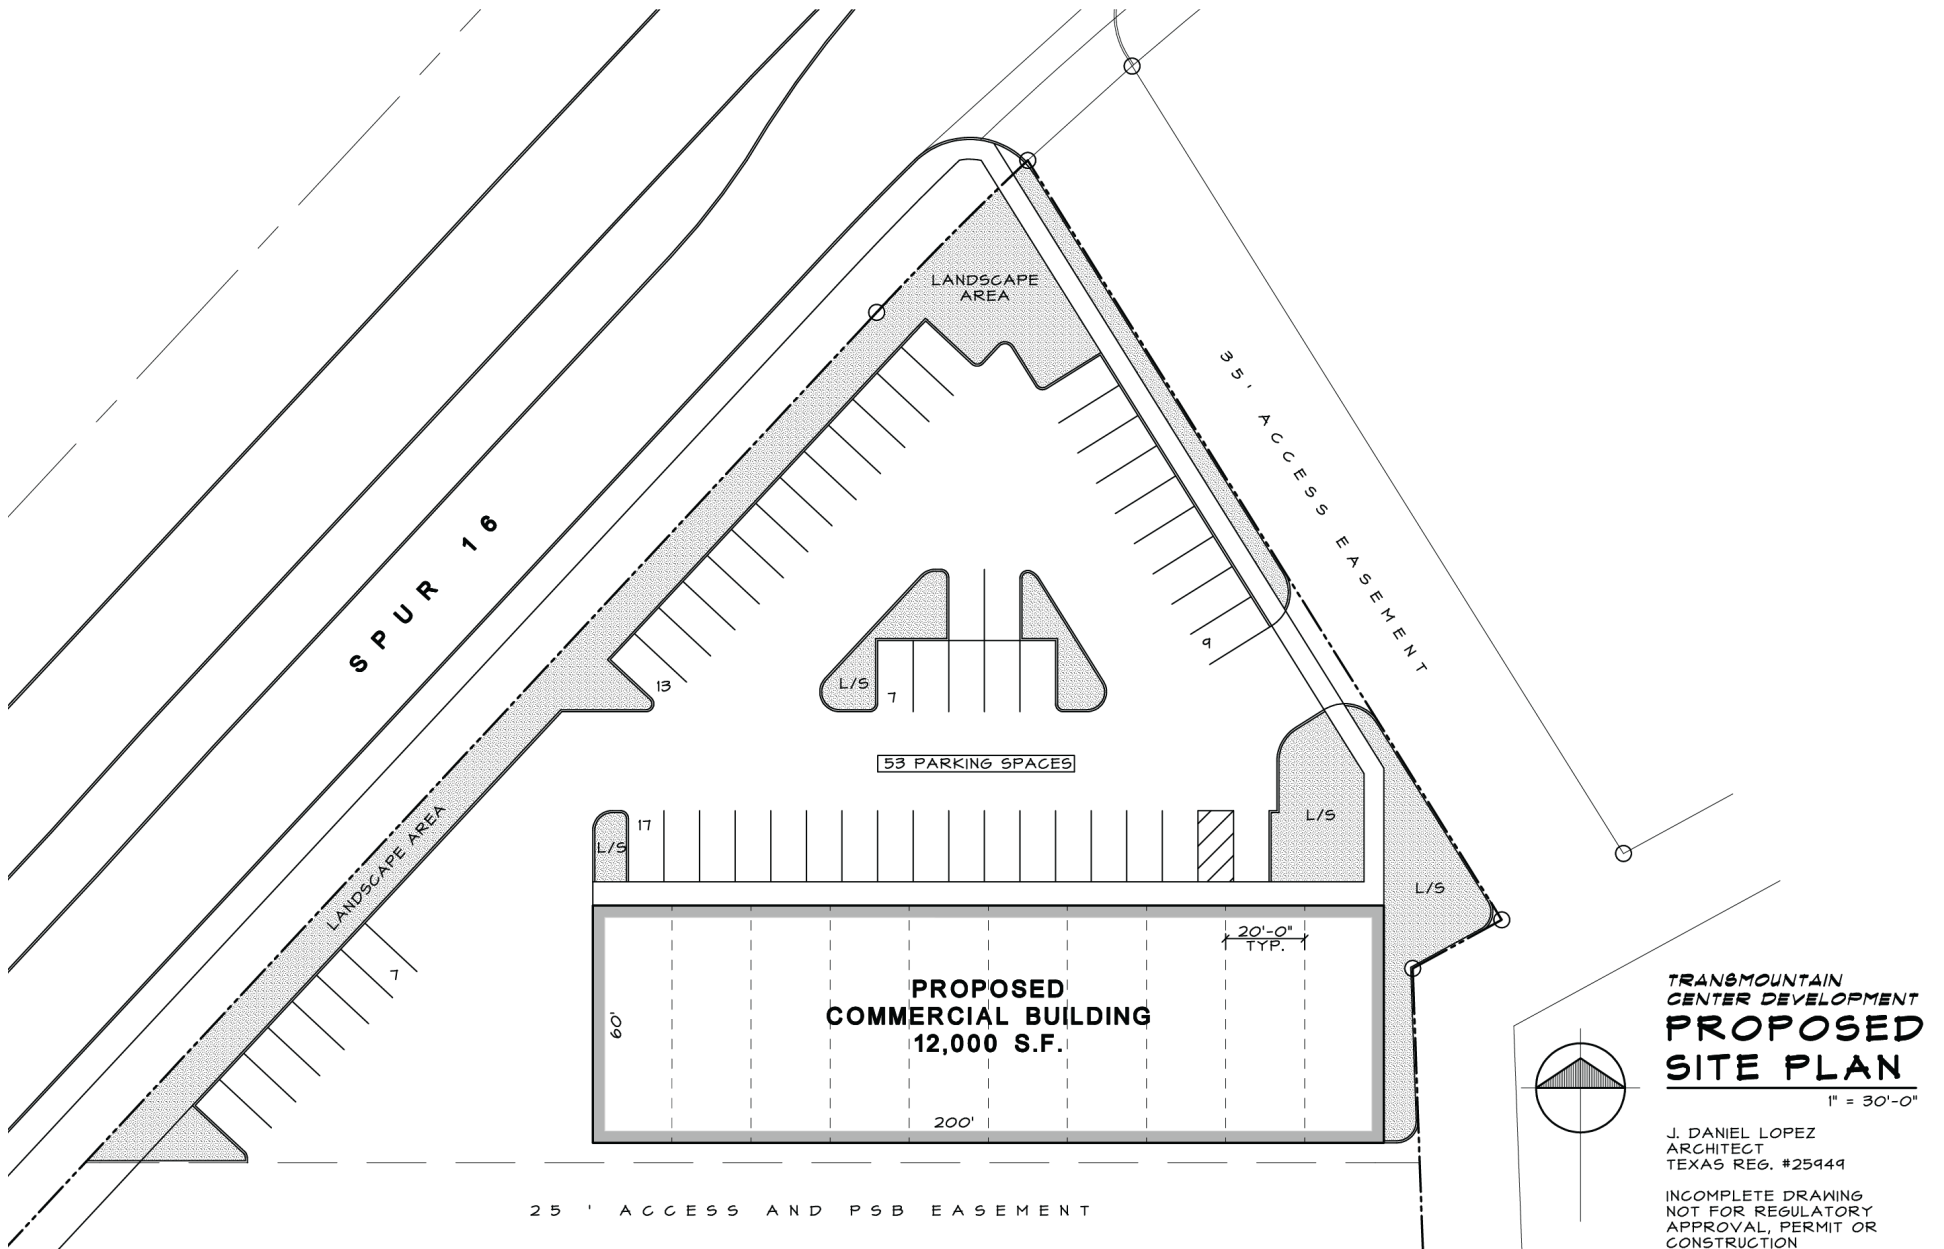 LANDSCAPE
AREA
35' ACCESS EASEMENT
SPUR 16
9
13
L/S
7
53 PARKING SPACES
LANDSCAPE AREA
17
L/S
L/S
L/S
7
20'-0"
TYP.
PROPOSED
COMMERCIAL BUILDING
12,000 S.F.
60'
200'
25' ACCESS AND PSB EASEMENT
TRANSMOUNTAIN
CENTER DEVELOPMENT
PROPOSED
SITE PLAN
1" = 30'-0"
J. DANIEL LOPEZ
ARCHITECT
TEXAS REG. #25949
INCOMPLETE DRAWING
NOT FOR REGULATORY
APPROVAL, PERMIT OR
CONSTRUCTION